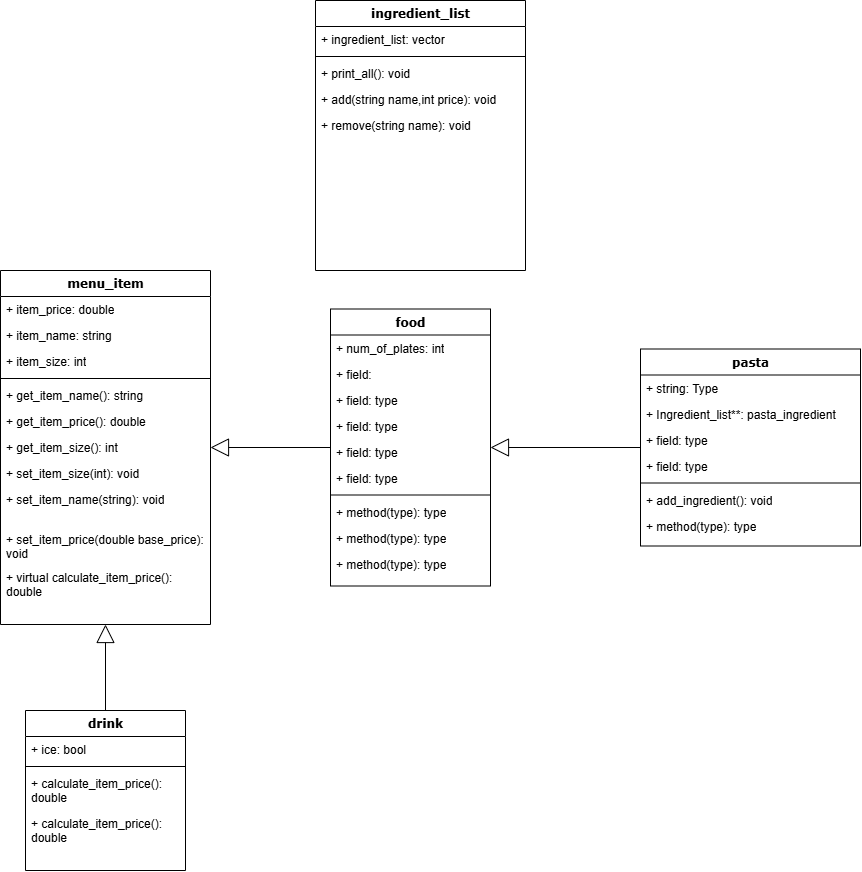 ingredient_list
+ ingredient_list: vector
+ print_all(): void
+ add(string name,int price): void
+ remove(string name): void
menu_item
+ item_price: double
+ item_name: string
+ item_size: int
+ get_item_name(): string
+ get_item_price(): double
+ get_item_size(): int
+ set_item_size(int): void
+ set_item_name(string): void
+ set_item_price(double base_price):
void
+ virtual calculate_item_price():
double
food
+ num_of_plates: int
+ field:
+ field: type
+ field: type
+ field: type
+ field: type
+ method(type): type
+ method(type): type
+ method(type): type
pasta
+ string: Type
+ Ingredient_list**: pasta_ingredient
+ field: type
+ field: type
+ add_ingredient(): void
+ method(type): type
drink
+ ice: bool
+ calculate_item_price():
double
+ calculate_item_price():
double